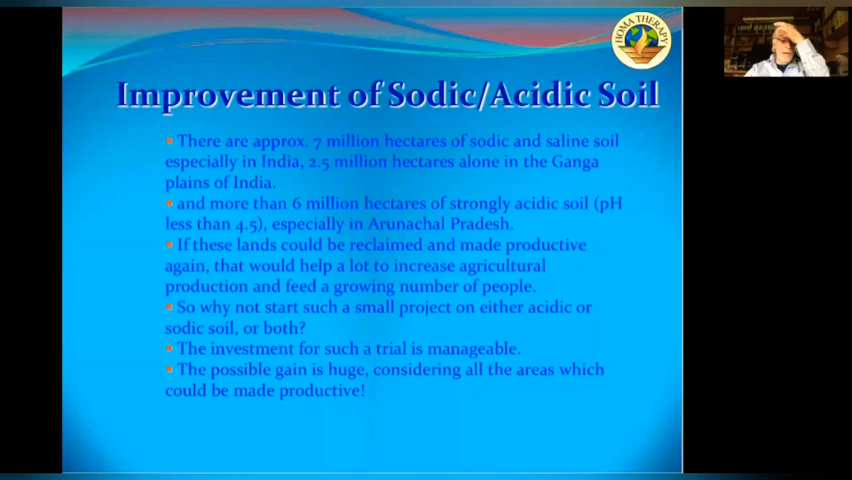 HOMA THERAPY
Improvement of Sodic/Acidic Soil
There are approx. 7 million hectares of sodic and saline soil
especially in India, 2.5 million hectares alone in the Ganga
plains of India.
and more than 6 million hectares of strongly acidic soil (pH
less than 4.5), especially in Arunachal Pradesh.
If these lands could be reclaimed and made productive
again, that would help a lot to increase agricultural
production and feed a growing number of people.
So why not start such a small project on either acidic or
sodic soil, or both?
The investment for such a trial is manageable.
The possible gain is huge, considering all the areas which
could be made productive!